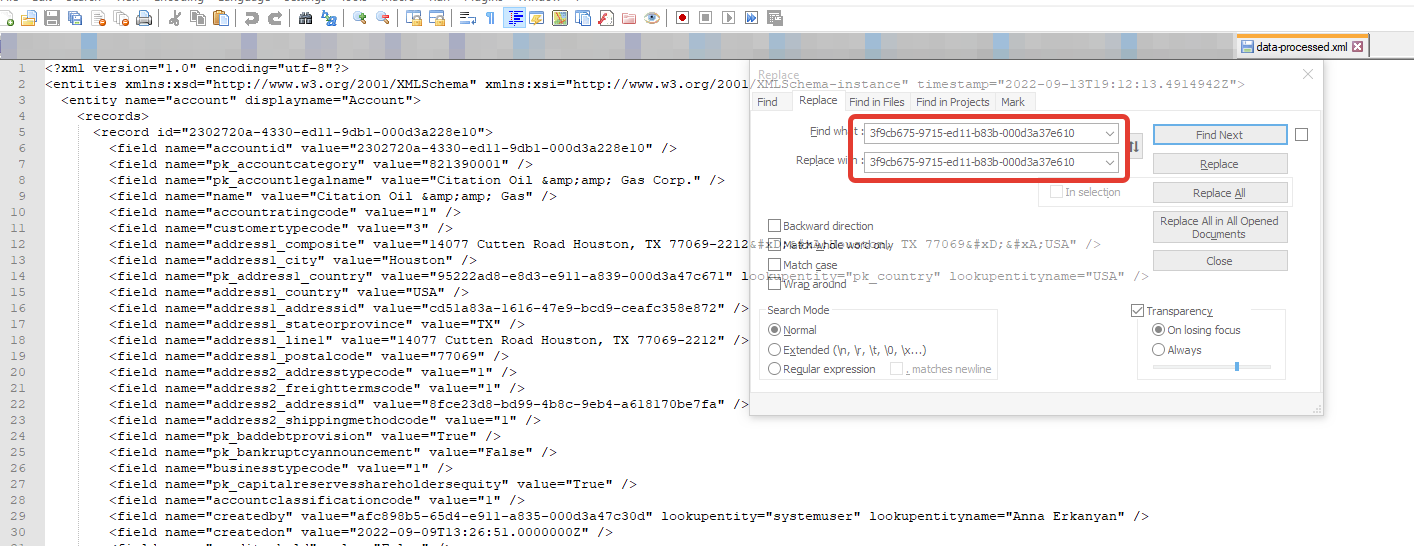 data-processed.xml
1 <?xml version="1.0" encoding="utf-8"?>
2 <entities xmlns:xsd="http://www.w3.org/2001/XMLSchema" xmlns:xsi="http://www.w3.org/2001/XMLSchema-instance" timestamp="2022-09-13T19:12:13.4914942Z">
3 <entity name="account" displayname="Account">
4 <records>
5 <record id="2302720a-4330-ed11-9db1-000d3a228e10">
6 <field name="accountid" value="2302720a-4330-ed11-9db1-000d3a228e10" />
7 <field name="pk_accountcategory" value="821390001" />
8 <field name="pk_accountlegalname" value="Citation Oil &amp;amp; Gas Corp." />
9 <field name="name" value="Citation Oil &amp;amp; Gas" />
10 <field name="accountratingcode" value="1" />
11 <field name="customertypecode" value="3" />
12 <field name="address1_composite" value="14077 Cutten Road Houston, TX 77069-2212&#xD;&#xA;Houston, TX 77069&#xD;&#xA;USA" />
13 <field name="address1_city" value="Houston" />
14 <field name="pk_address1_country" value="95222ad8-e8d3-e911-a839-000d3a47c671" lookupentity="pk_country" lookupentityname="USA" />
15 <field name="address1_country" value="USA" />
16 <field name="address1_addressid" value="cd51a83a-1616-47e9-bcd9-ceafc358e872" />
17 <field name="address1_stateorprovince" value="TX" />
18 <field name="address1_line1" value="14077 Cutten Road Houston, TX 77069-2212" />
19 <field name="address1_postalcode" value="77069" />
20 <field name="address2_addresstypecode" value="1" />
21 <field name="address2_freighttermscode" value="1" />
22 <field name="address2_addressid" value="8fce23d8-bd99-4b8c-9eb4-a618170be7fa" />
23 <field name="address2_shippingmethodcode" value="1" />
24 <field name="pk_baddebtprovision" value="True" />
25 <field name="pk_bankruptcyannouncement" value="False" />
26 <field name="businesstypecode" value="1" />
27 <field name="pk_capitalreservesshareholdersequity" value="True" />
28 <field name="accountclassificationcode" value="1" />
29 <field name="createdby" value="afc898b5-65d4-e911-a835-000d3a47c30d" lookupentity="systemuser" lookupentityname="Anna Erkanyan" />
30 <field name="createdon" value="2022-09-09T13:26:51.0000000Z" />
Replace
Find Replace Find in Files Find in Projects Mark
Find what : 3f9cb675-9715-ed11-b83b-000d3a37e610 Find Next
Replace with : 3f9cb675-9715-ed11-b83b-000d3a37e610 Replace
In selection Replace All
Replace All in All Opened
Documents
Close
Backward direction
Match whole word only
Match case
Wrap around
Search Mode
Normal
Extended (\n, \r, \t, \0, \x...)
Regular expression . matches newline
Transparency
On losing focus
Always